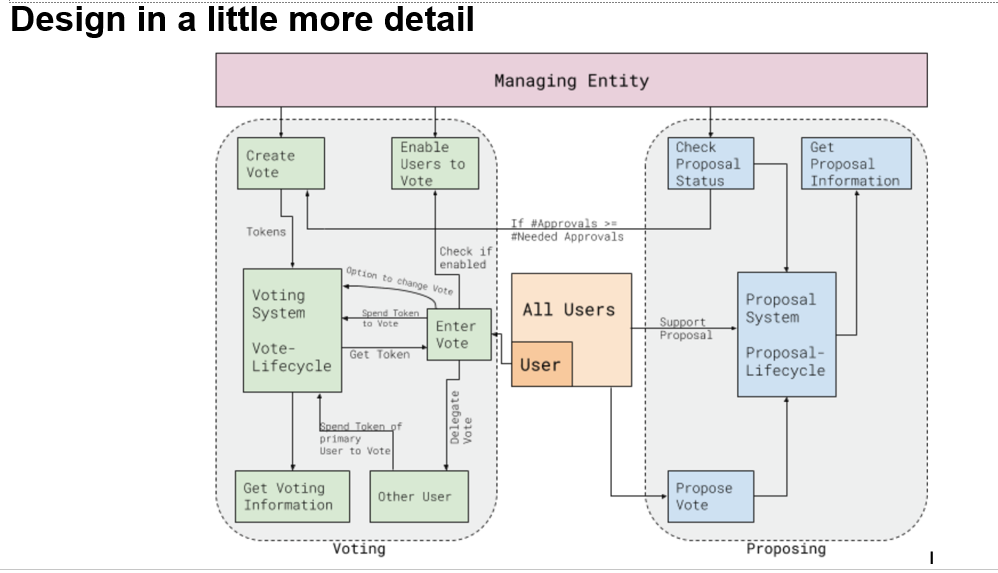 Design in a little more detail
Managing Entity
Create
Vote
Enable
Users to
Vote
Check
Proposal
Status
Get
Proposal
Information
If #Approvals >=
#Needed Approvals
Tokens
Check if
enabled
Option to change Vote
Voting
System
Vote-
Lifecycle
Spend Token
to Vote
Get Token
Enter
Vote
All Users
User
Support
Proposal
Proposal
System
Proposal-
Lifecycle
Delegate
Vote
Spend Token of
primary
User to Vote
Get Voting
Information
Other User
Propose
Vote
Voting
Proposing
I